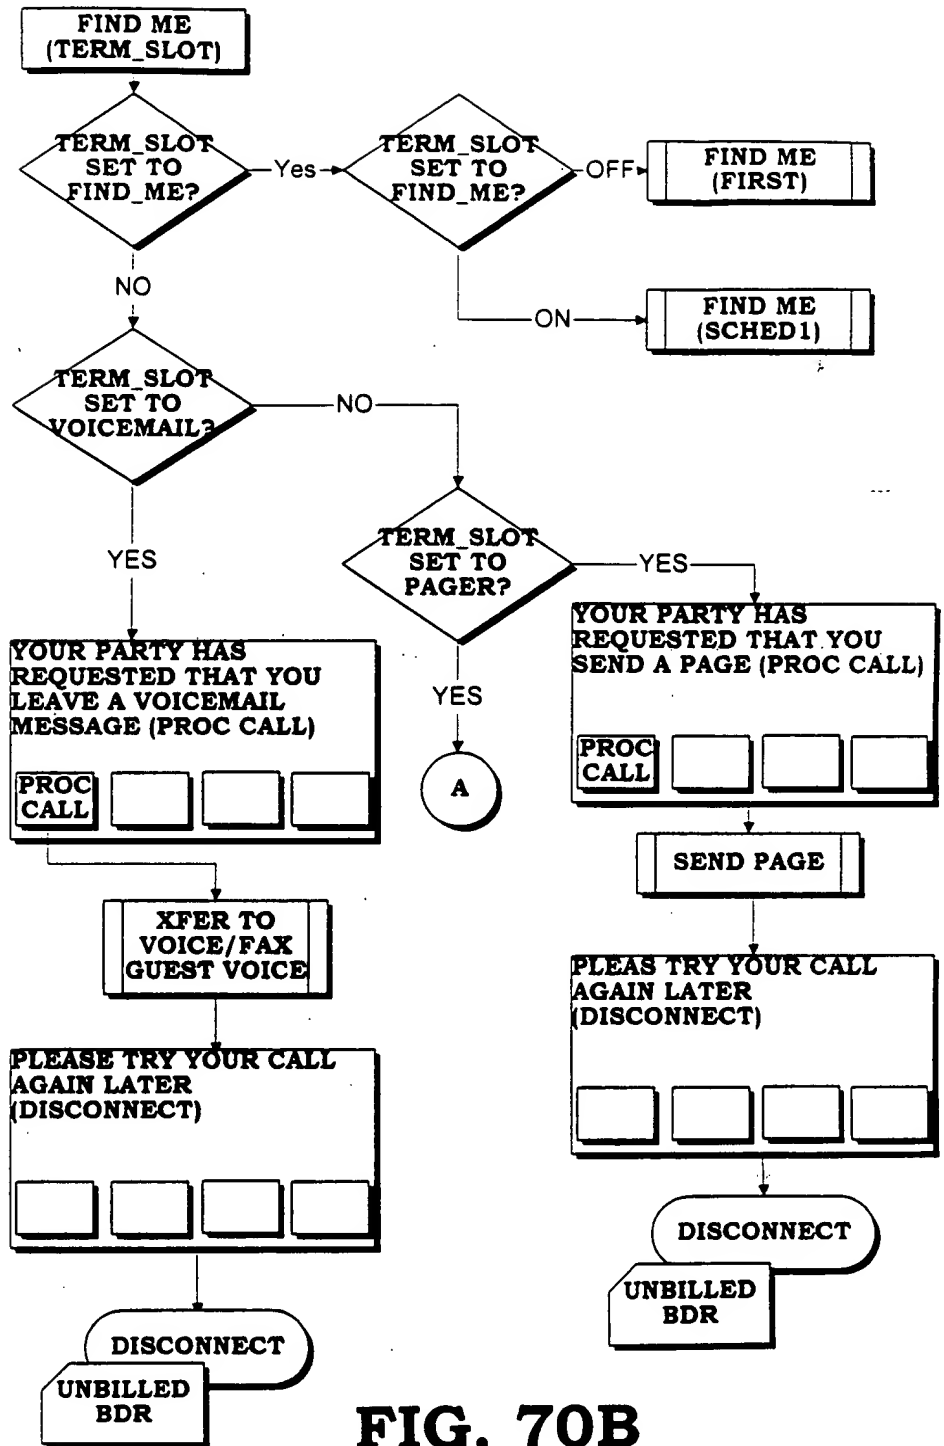 FIND ME
(TERM_SLOT)
TERM_SLOT
SET TO
FIND_ME?
Yes
TERM_SLOT
SET TO
FIND_ME?
OFF
FIND ME
(FIRST)
NO
ON
FIND ME
(SCHED1)
TERM_SLOT
SET TO
VOICEMAIL?
NO
YES
TERM_SLOT
SET TO
PAGER?
YES
YOUR PARTY HAS
REQUESTED THAT YOU
SEND A PAGE (PROC CALL)
PROC
CALL
YOUR PARTY HAS
REQUESTED THAT YOU
LEAVE A VOICEMAIL
MESSAGE (PROC CALL)
PROC
CALL
YES
A
SEND PAGE
XFER TO
VOICE/FAX
GUEST VOICE
PLEAS TRY YOUR CALL
AGAIN LATER
(DISCONNECT)
PLEASE TRY YOUR CALL
AGAIN LATER
(DISCONNECT)
DISCONNECT
UNBILLED
BDR
DISCONNECT
UNBILLED
BDR
FIG. 70B